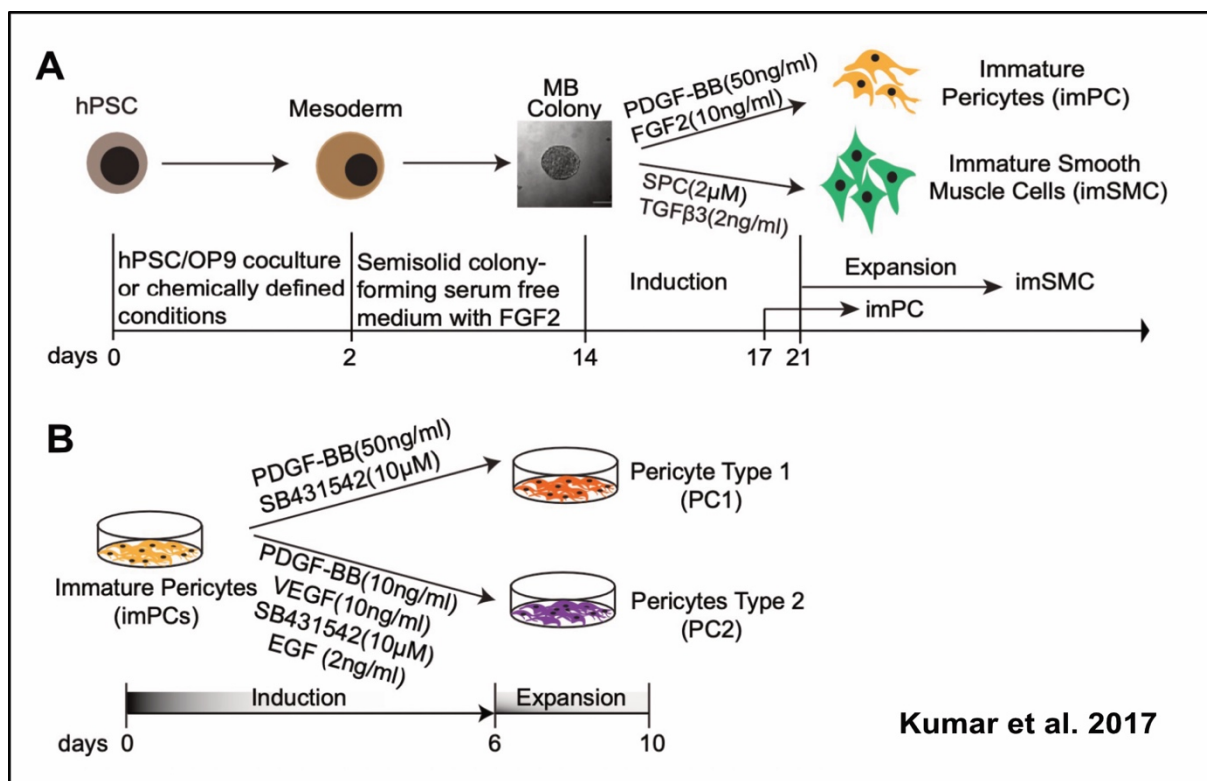 A
hPSC
Mesoderm
MB
Colony
PDGF-BB(50ng/ml)
FGF2(10ng/ml)
SPC(2µM)
TGFβ3(2ng/ml)
Immature
Pericytes (imPC)
Immature Smooth
Muscle Cells (imSMC)
hPSC/OP9 coculture
or chemically defined
conditions
Semisolid colony-
forming serum free
medium with FGF2
Induction
Expansion
imSMC
imPC
days 0 2 14 17 21
B
PDGF-BB(50ng/ml)
SB431542(10µM)
Pericyte Type 1
(PC1)
Immature Pericytes
(imPCs)
PDGF-BB(10ng/ml)
VEGF(10ng/ml)
SB431542(10µM)
EGF (2ng/ml)
Pericytes Type 2
(PC2)
Induction Expansion
days 0 6 10
Kumar et al. 2017